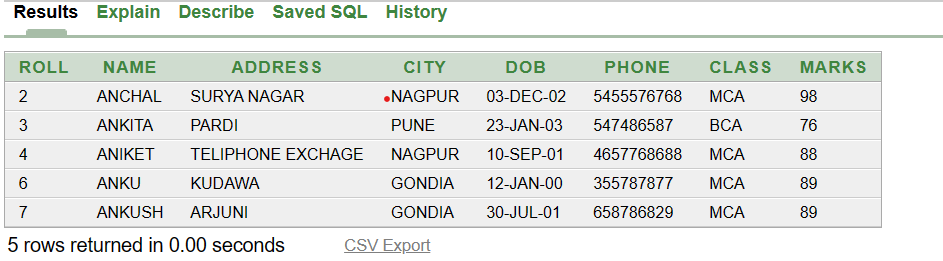 Results Explain Describe Saved SQL History
ROLL NAME ADDRESS CITY DOB PHONE CLASS MARKS
2 ANCHAL SURYA NAGAR NAGPUR 03-DEC-02 5455576768 MCA 98
3 ANKITA PARDI PUNE 23-JAN-03 547486587 BCA 76
4 ANIKET TELIPHONE EXCHAGE NAGPUR 10-SEP-01 4657768688 MCA 88
6 ANKU KUDAWA GONDIA 12-JAN-00 355787877 MCA 89
7 ANKUSH ARJUNI GONDIA 30-JUL-01 658786829 MCA 89
5 rows returned in 0.00 seconds CSV Export